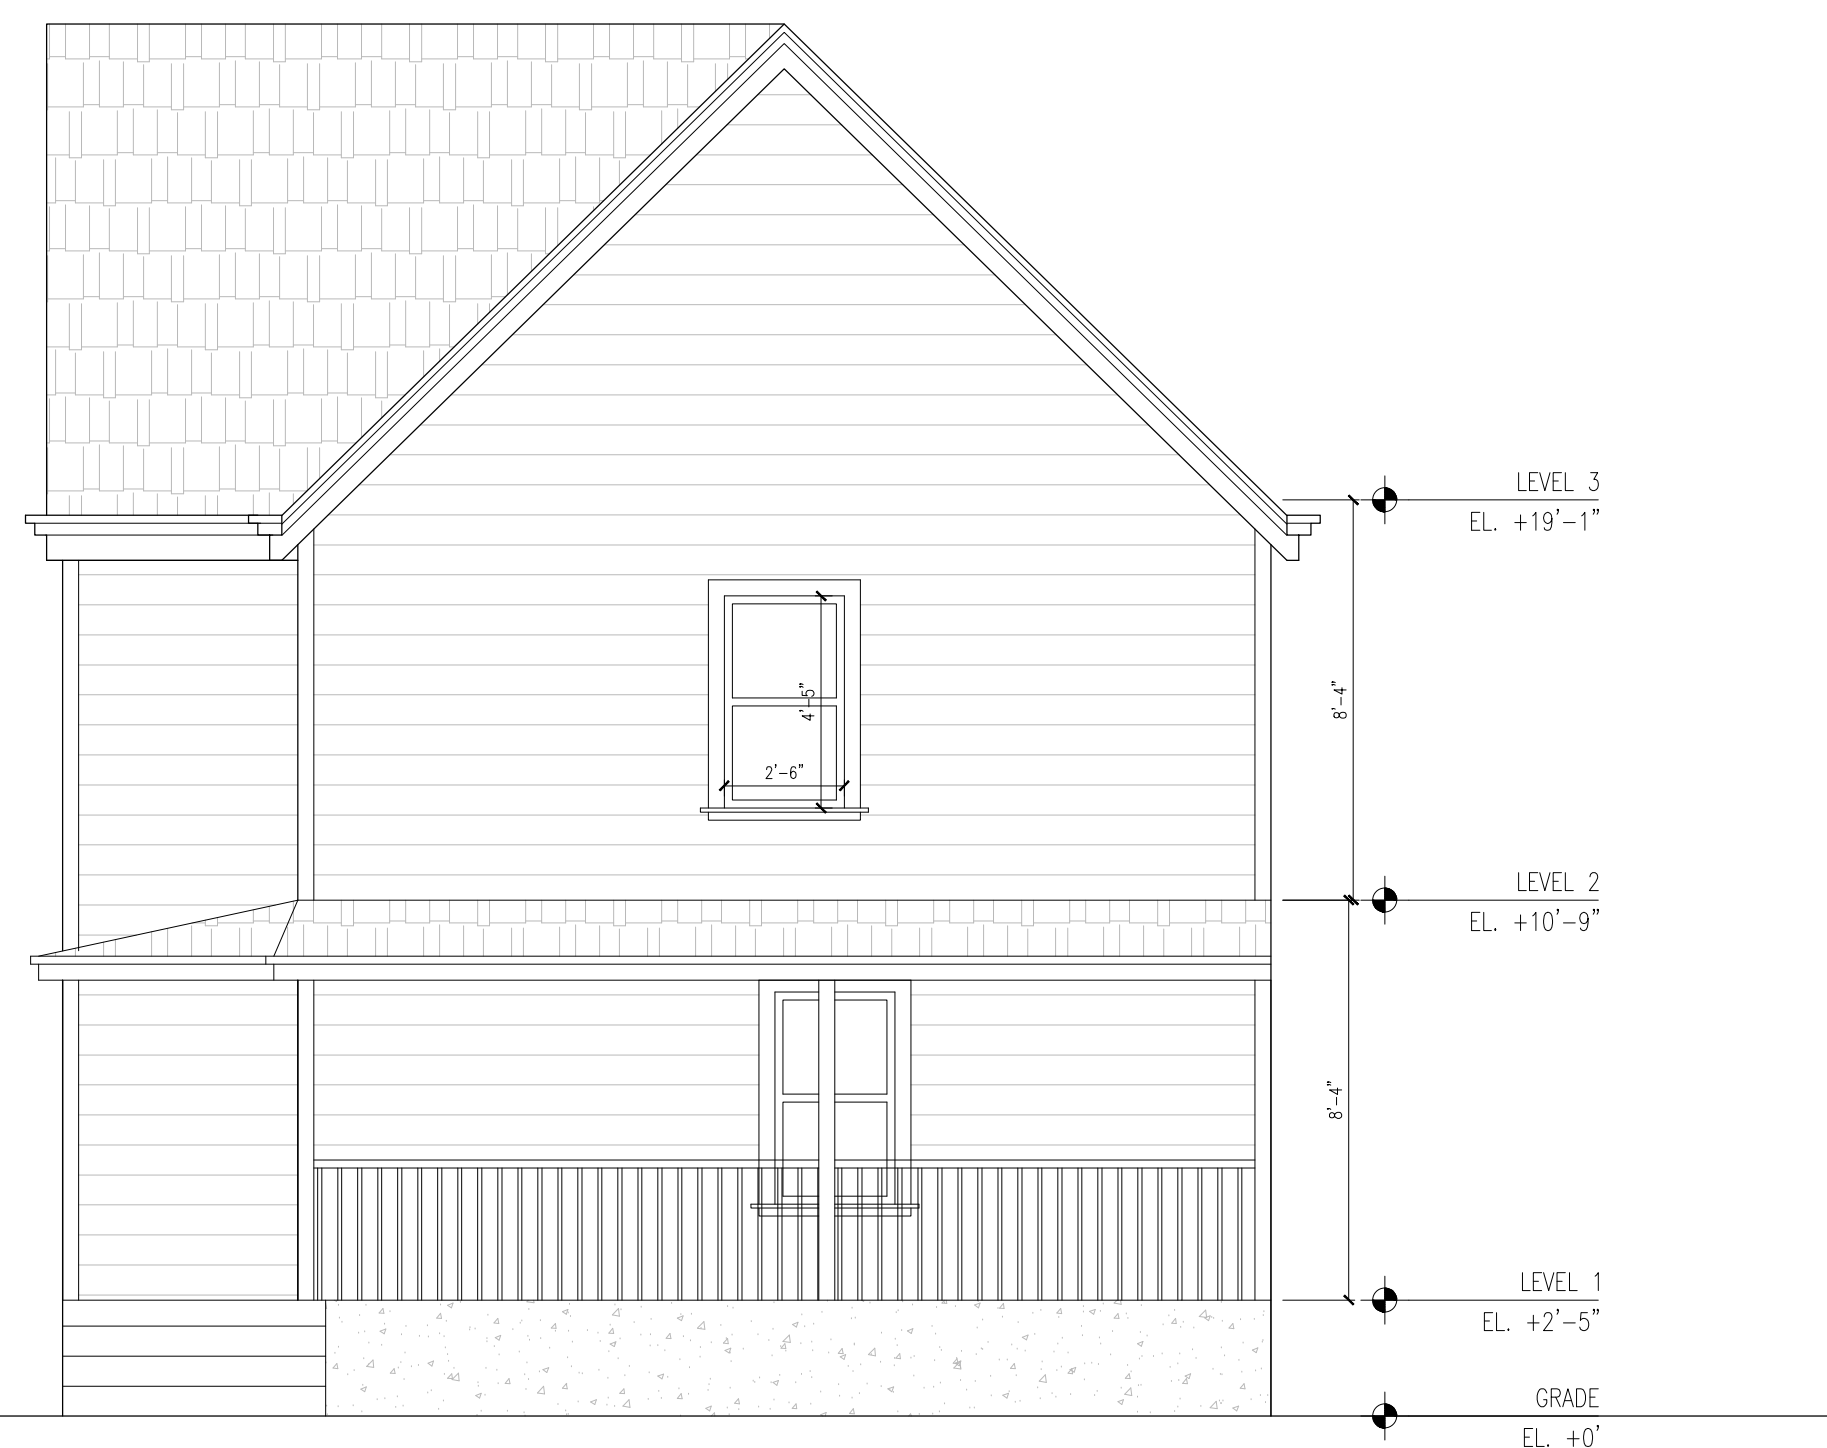 LEVEL 3
EL. +19'-1"
8'-4"
4'-5"
2'-6"
LEVEL 2
EL. +10'-9"
8'-4"
LEVEL 1
EL. +2'-5"
GRADE
EL. +0'